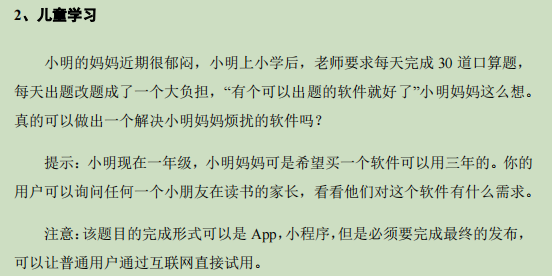 2、儿童学习
小明的妈妈近期很郁闷，小明上小学后，老师要求每天完成 30 道口算题，
每天出题改题成了一个大负担，“有个可以出题的软件就好了”小明妈妈这么想。
真的可以做出一个解决小明妈妈烦扰的软件吗？
提示：小明现在一年级，小明妈妈可是希望买一个软件可以用三年的。你的
用户可以询问任何一个小朋友在读书的家长，看看他们对这个软件有什么需求。
注意：该题目的完成形式可以是 App，小程序，但是必须要完成最终的发布，
可以让普通用户通过互联网直接试用。